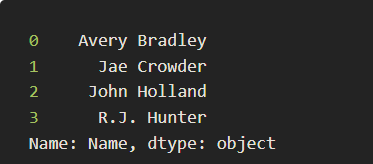 0    Avery Bradley
1      Jae Crowder
2     John Holland
3      R.J. Hunter
Name: Name, dtype: object